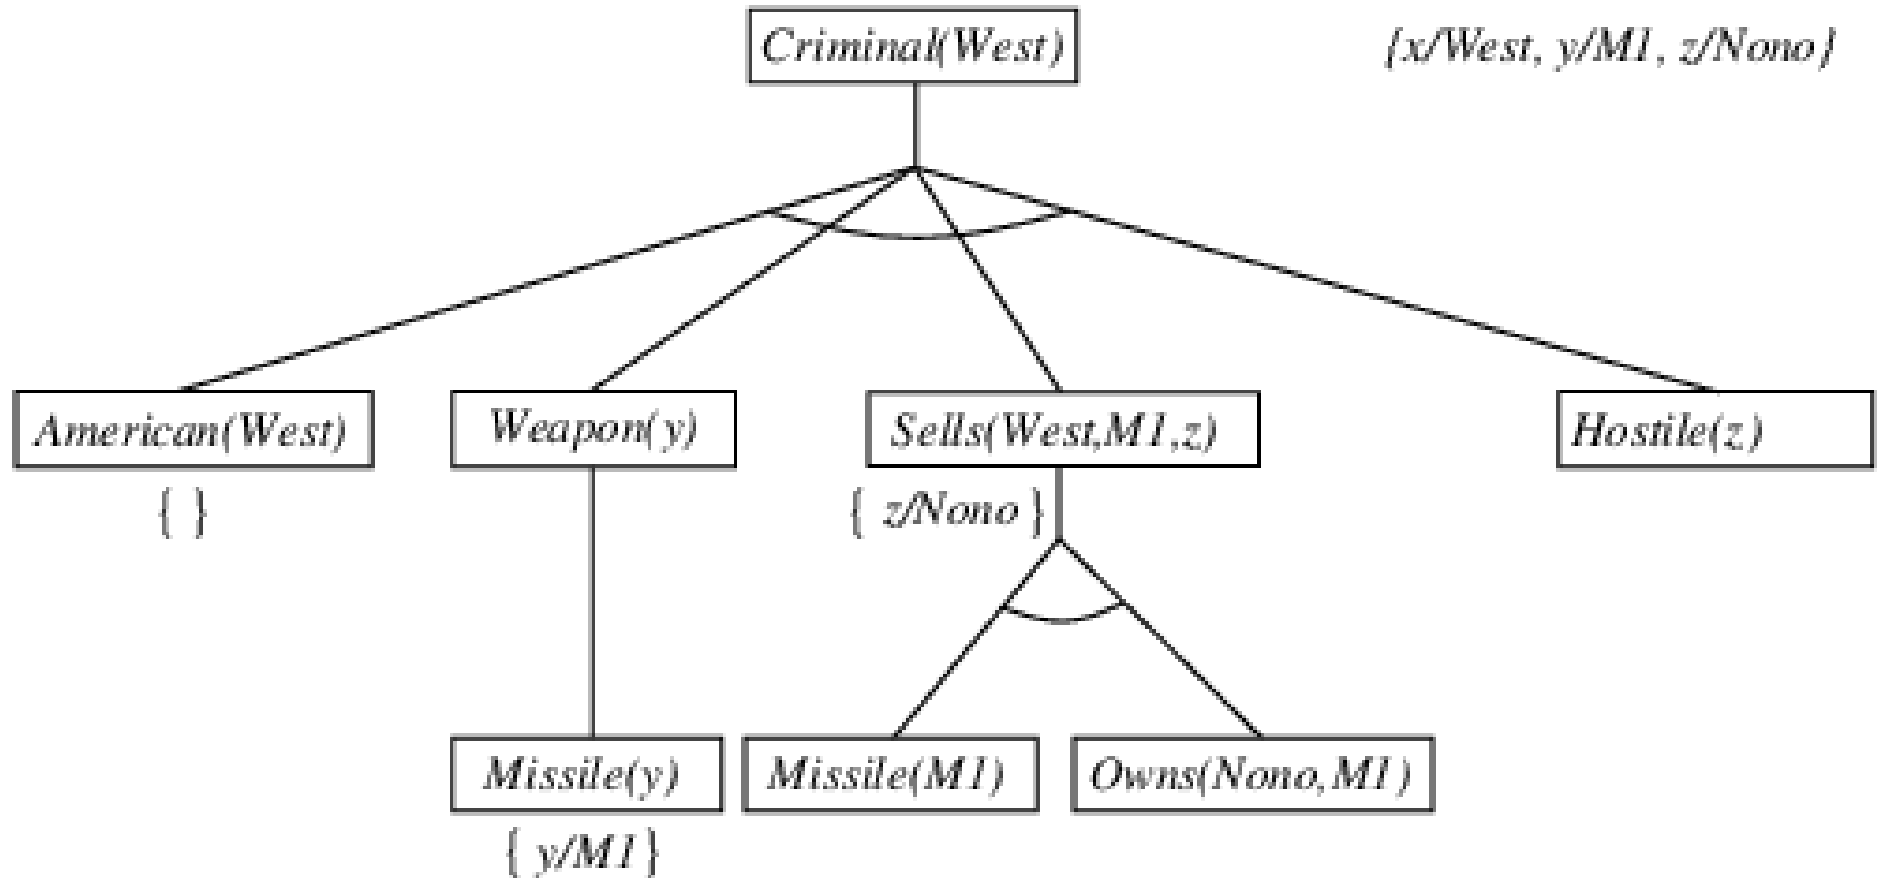 Criminal(West)
{x/West, y/M1, z/Nono}
American(West)
Weapon(y)
Sells(West,M1,z)
Hostile(z)
{ }
{ z/Nono }
Missile(y)
Missile(M1)
Owns(Nono,M1)
{ y/M1}